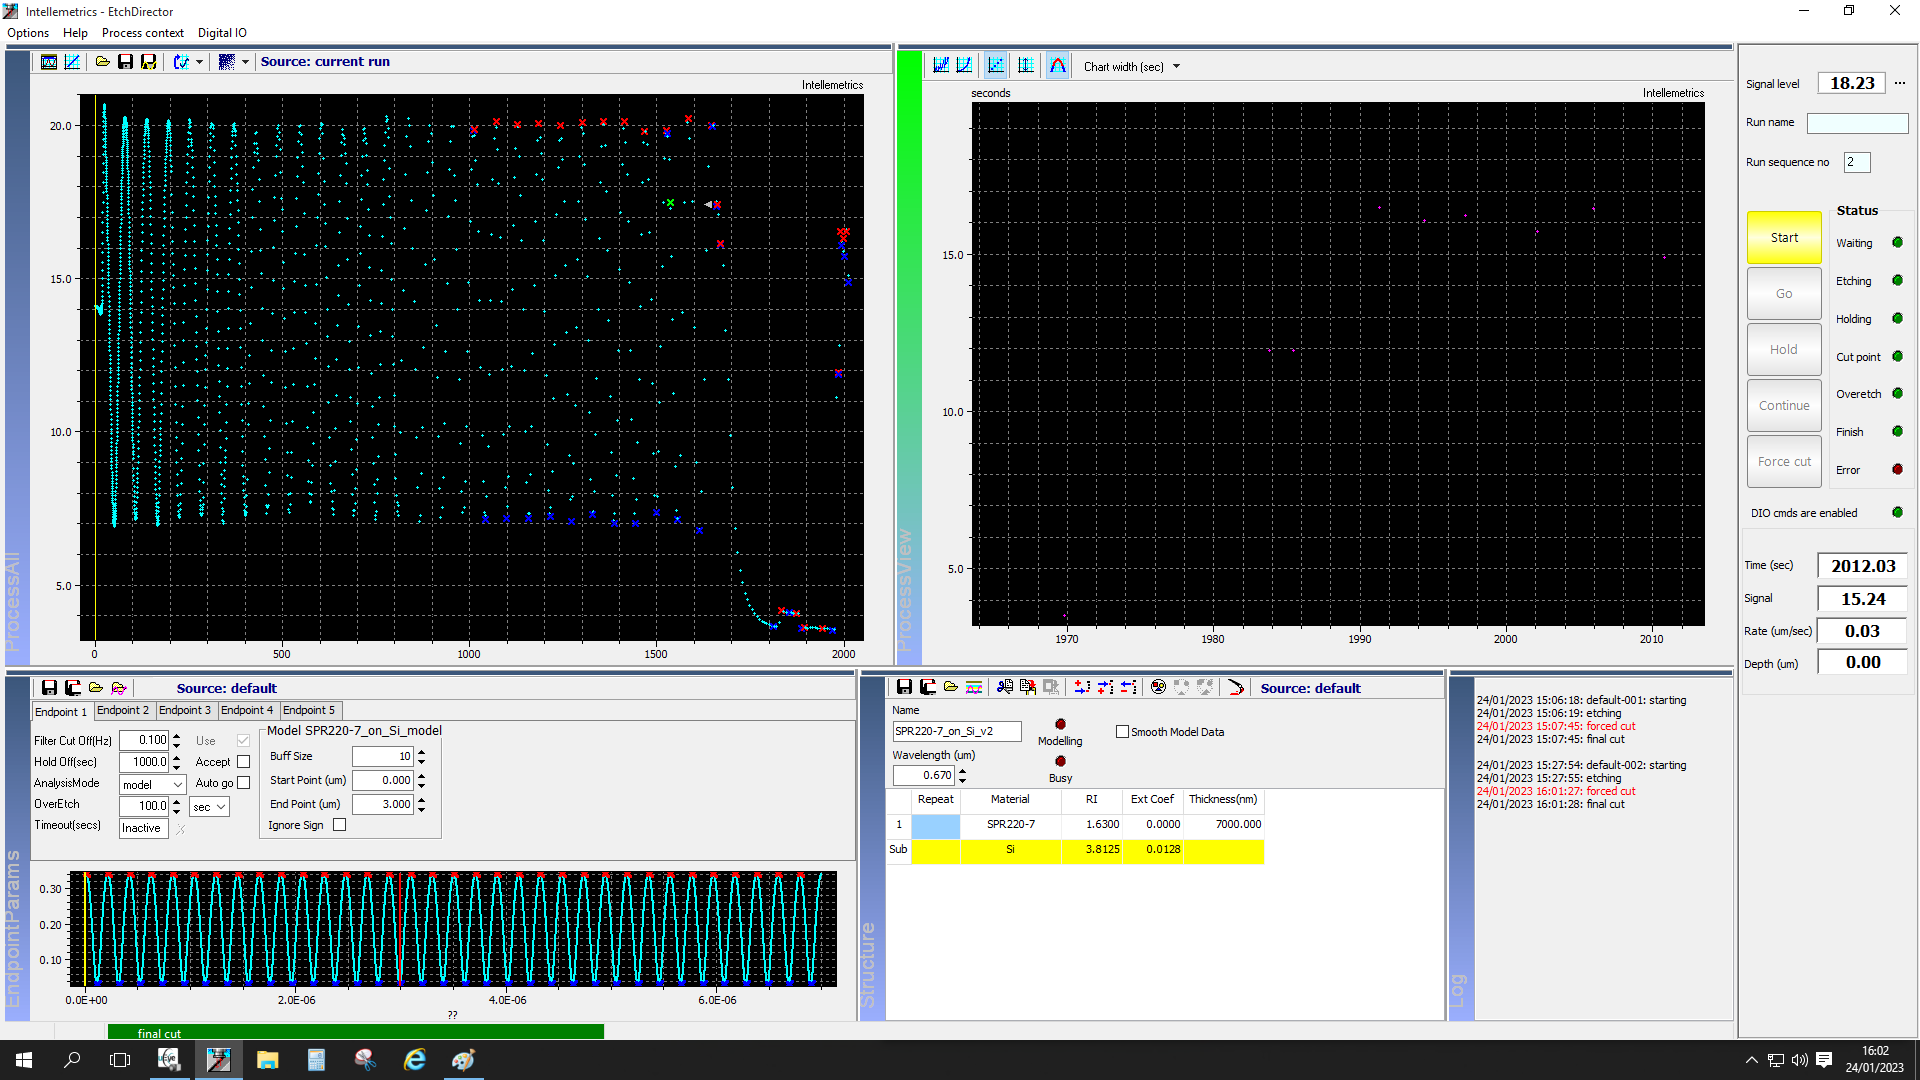 Intellemetrics - EtchDirector
Options Help Process context Digital IO
Source: current run
Intellemetrics
20.0
15.0
10.0
5.0
0 500 1000 1500 2000
ProcessAll
Chart width (sec)
seconds Intellemetrics
15.0
10.0
5.0
1970 1980 1990 2000 2010
ProcessView
Signal level 18.23 ...
Run name
Run sequence no 2
Status
Start
Go
Hold
Continue
Force cut
Waiting
Etching
Holding
Cut point
Overetch
Finish
Error
DIO cmds are enabled
Time (sec) 2012.03
Signal 15.24
Rate (um/sec) 0.03
Depth (um) 0.00
Source: default
Endpoint 1 Endpoint 2 Endpoint 3 Endpoint 4 Endpoint 5
Filter Cut Off(Hz) 0.100 Use
Hold Off(sec) 1000.0 Accept
AnalysisMode model Auto go
OverEtch 100.0 sec
Timeout(secs) Inactive
Model SPR220-7_on_Si_model
Buff Size 10
Start Point (um) 0.000
End Point (um) 3.000
Ignore Sign
0.30
0.20
0.10
0.0E+00 2.0E-06 4.0E-06 6.0E-06
??
EndpointParams
final cut
Source: default
Name
SPR220-7_on_Si_v2
Modelling
Smooth Model Data
Wavelength (um)
0.670
Busy
Repeat Material RI Ext Coef Thickness(nm)
1 SPR220-7 1.6300 0.0000 7000.000
Sub Si 3.8125 0.0128
Structure
24/01/2023 15:06:18: default-001: starting
24/01/2023 15:06:19: etching
24/01/2023 15:07:45: forced cut
24/01/2023 15:07:45: final cut
24/01/2023 15:27:54: default-002: starting
24/01/2023 15:27:55: etching
24/01/2023 16:01:27: forced cut
24/01/2023 16:01:28: final cut
Log
16:02
24/01/2023